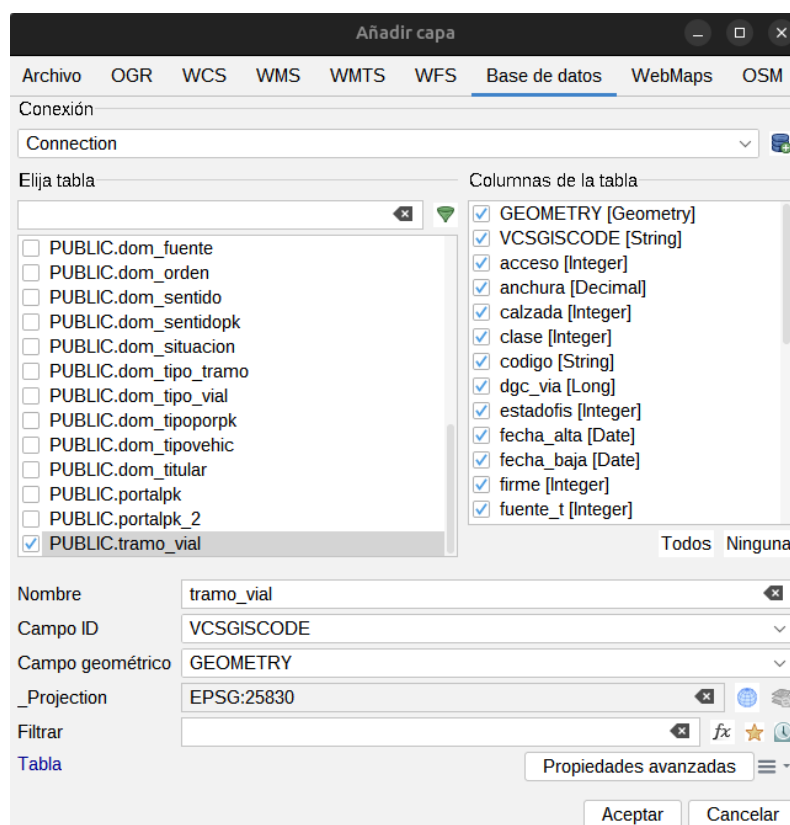 Añadir capa
Archivo OGR WCS WMS WMTS WFS Base de datos WebMaps OSM
Conexión
Connection
Elija tabla
PUBLIC.dom_fuente
PUBLIC.dom_orden
PUBLIC.dom_sentido
PUBLIC.dom_sentidopk
PUBLIC.dom_situacion
PUBLIC.dom_tipo_tramo
PUBLIC.dom_tipo_vial
PUBLIC.dom_tipoporpk
PUBLIC.dom_tipovehic
PUBLIC.dom_titular
PUBLIC.portalpk
PUBLIC.portalpk_2
PUBLIC.tramo_vial
Columnas de la tabla
GEOMETRY [Geometry]
VCSGISCODE [String]
acceso [Integer]
anchura [Decimal]
calzada [Integer]
clase [Integer]
codigo [String]
dgc_via [Long]
estadofis [Integer]
fecha_alta [Date]
fecha_baja [Date]
firme [Integer]
fuente_t [Integer]
Todos Ninguna
Nombre tramo_vial
Campo ID VCSGISCODE
Campo geométrico GEOMETRY
_Projection EPSG:25830
Filtrar fx
Tabla Propiedades avanzadas
Aceptar Cancelar